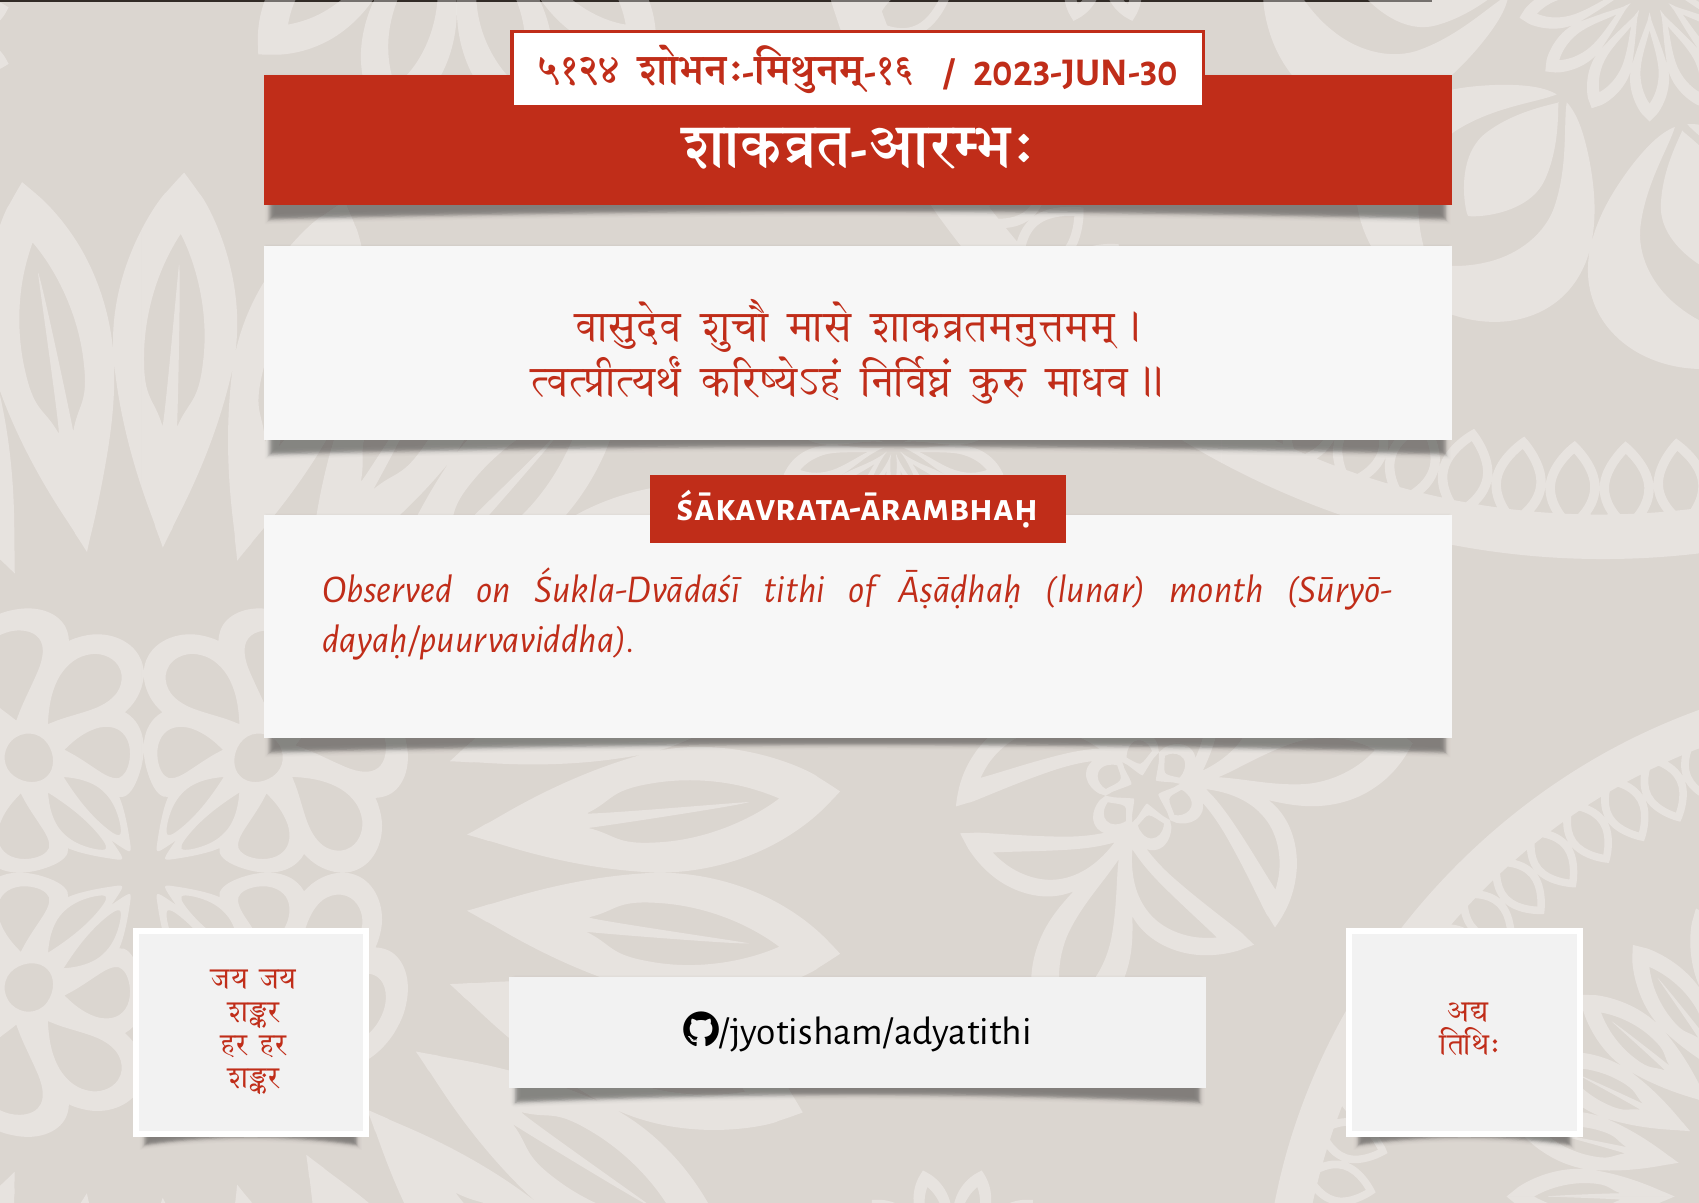 ५१२४ शोभनः-मिथुनम्-१६ / 2023-JUN-30
शाकव्रत-आरम्भः
वासुदेव शुचौ मासे शाकव्रतमनुत्तमम्।
त्वत्प्रीत्यर्थं करिष्येऽहं निर्विघ्नं कुरु माधव॥
ŚĀKAVRATA-ĀRAMBHAḤ
Observed on Śukla-Dvādaśī tithi of Āṣāḍhaḥ (lunar) month (Sūryō-
dayaḥ/puurvaviddha).
जय जय
शङ्कर
हर हर
शङ्कर
/jyotisham/adyatithi
अद्य
तिथिः